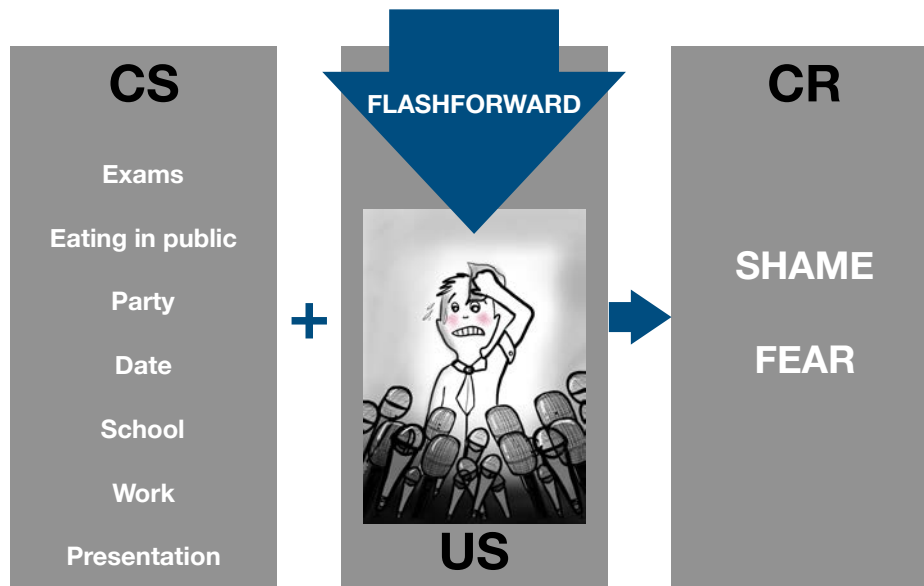 CS
Exams
Eating in public
Party
Date
School
Work
Presentation
+
FLASHFORWARD
US
CR
SHAME
FEAR